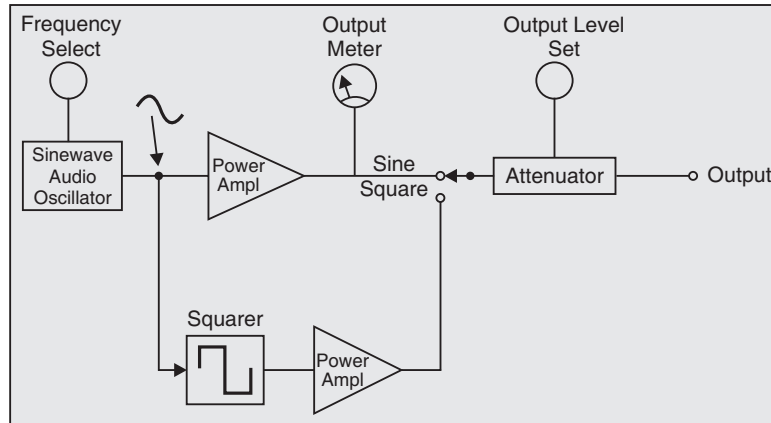 Frequency
Select
Output
Meter
Output Level
Set
Sinewave
Audio
Oscillator
Power
Ampl
Sine
Square
Attenuator
Output
Squarer
Power
Ampl